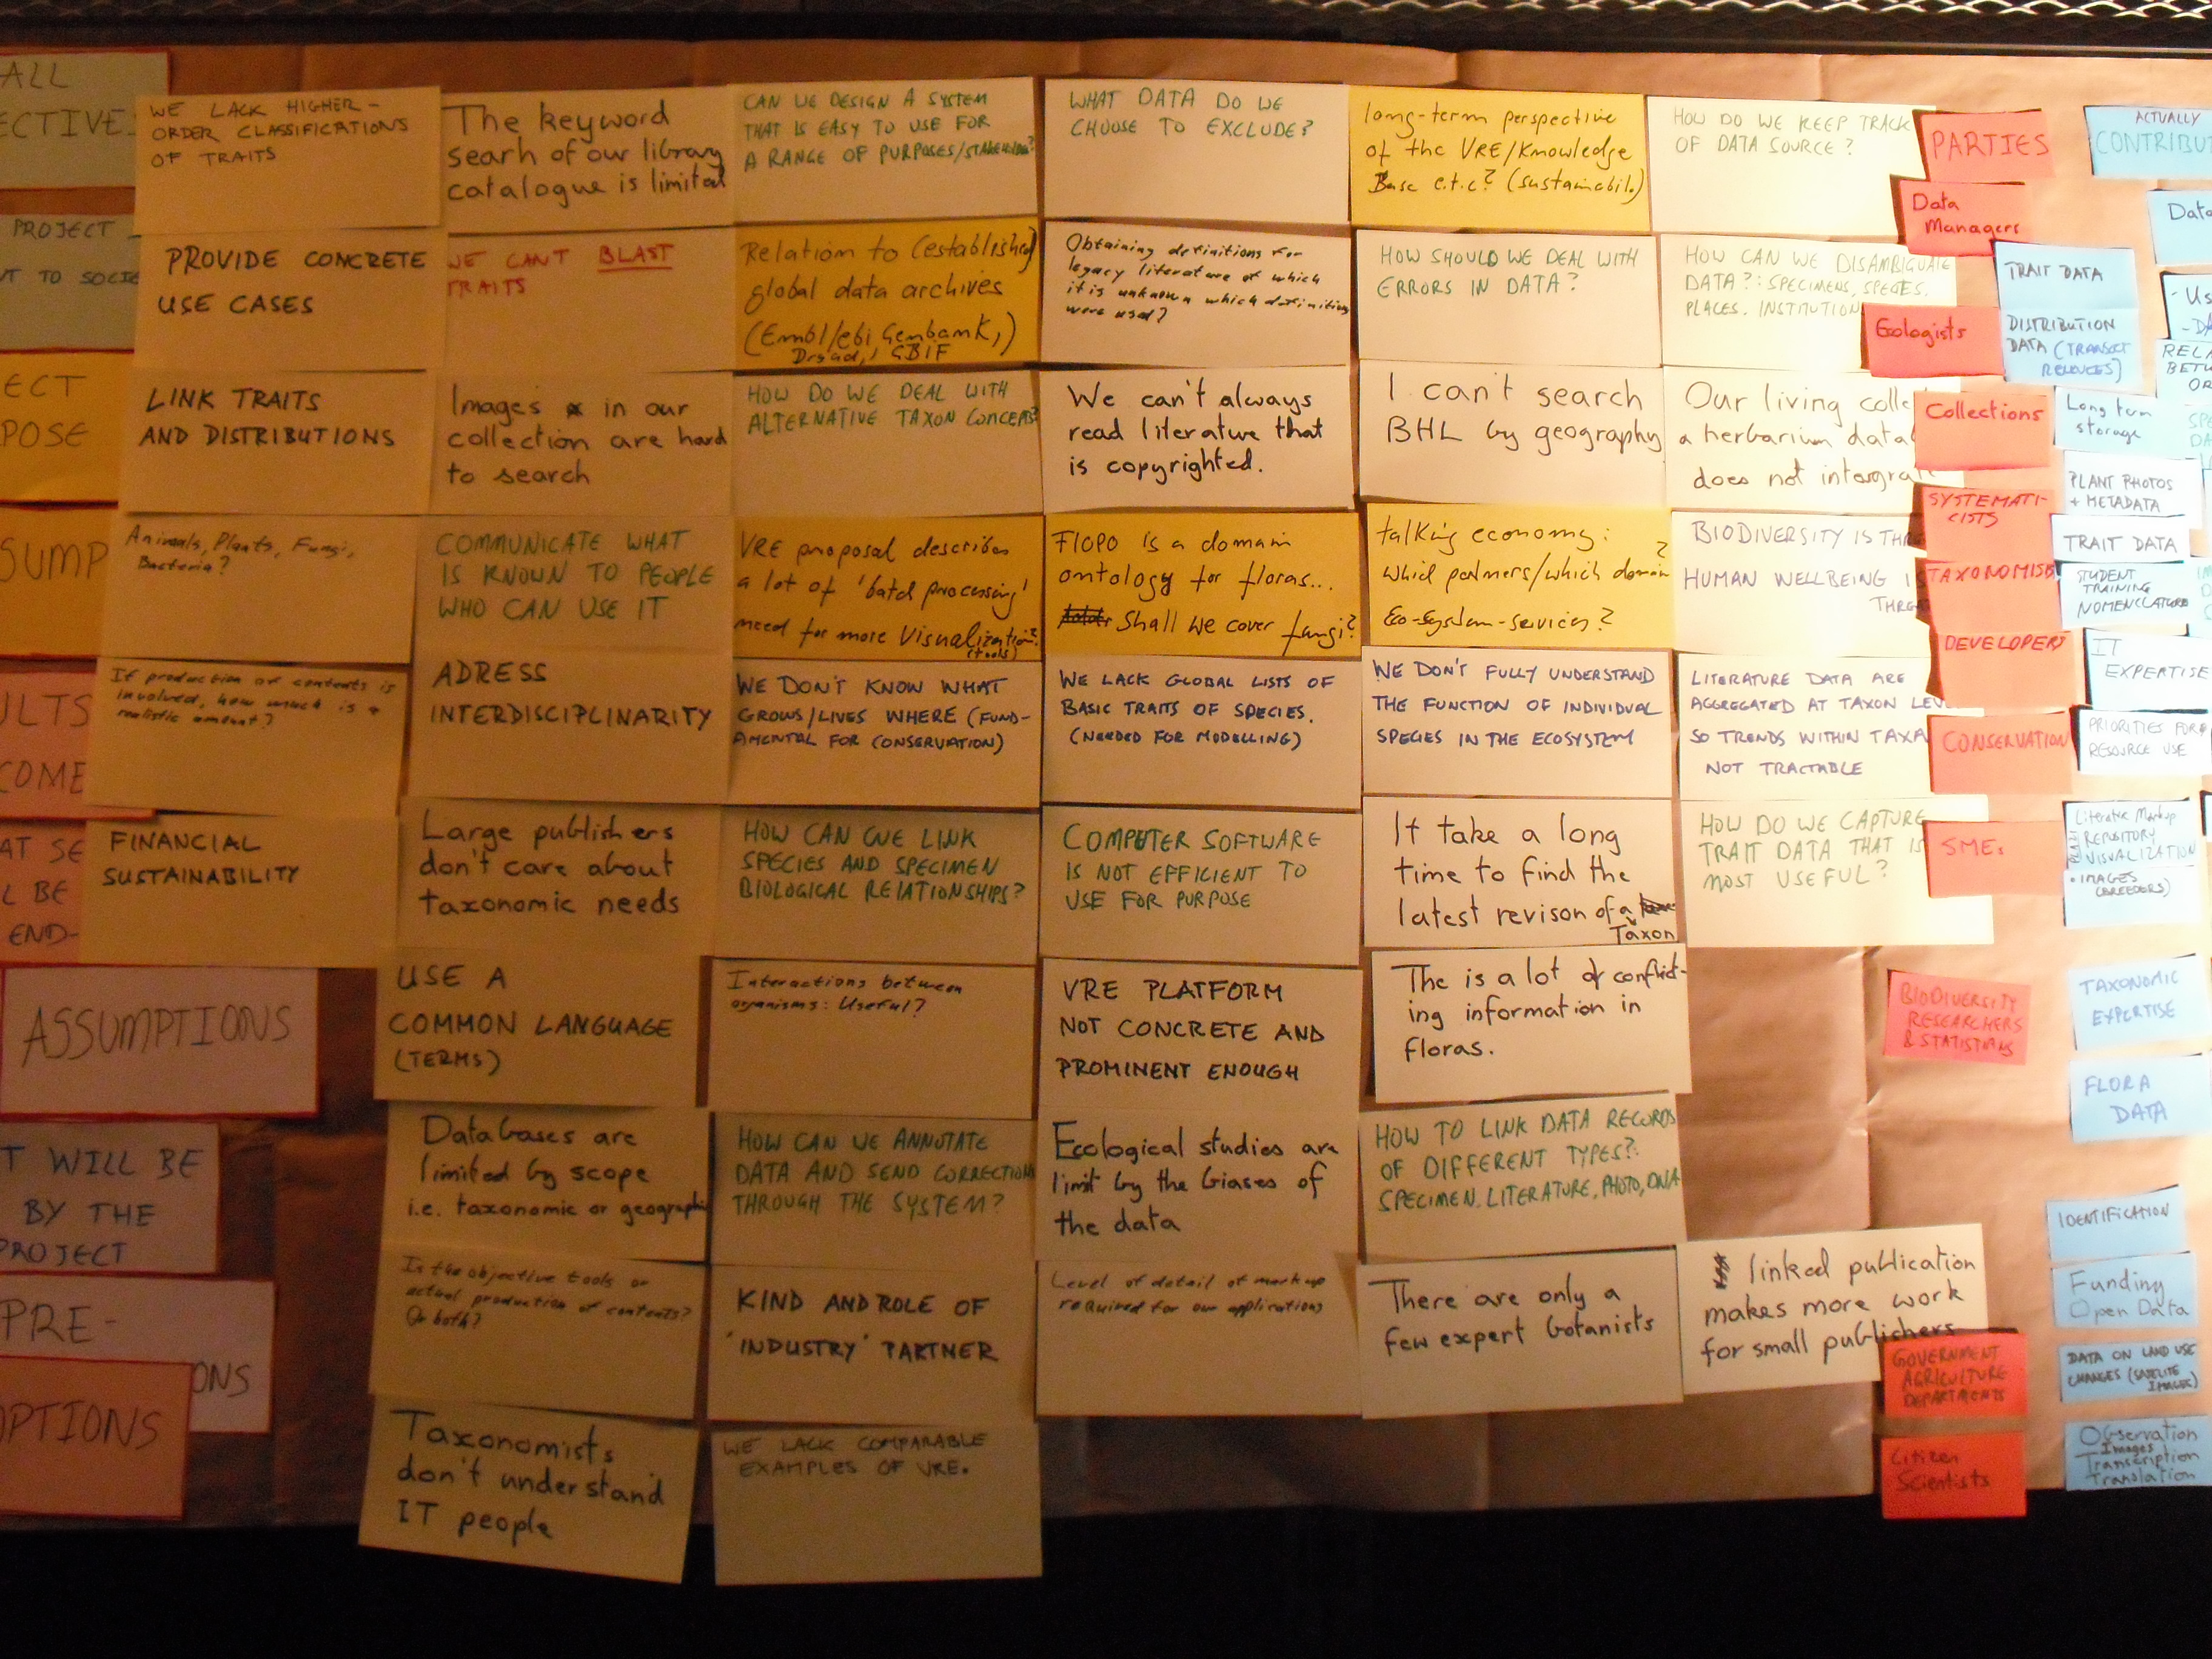 ALL
ECTIVE
PROJECT
UT TO SOCIE
ECT
POSE
SUMP
ULTS
COME
AT SE
L BE
END-
ASSUMPTIONS
T WILL BE
BY THE
PROJECT
PRE-
ONS
OPTIONS
WE LACK HIGHER-
ORDER CLASSIFICATIONS
OF TRAITS
PROVIDE CONCRETE
USE CASES
LINK TRAITS
AND DISTRIBUTIONS
Animals, Plants, Fungi,
Bacteria?
If production of contents is
involved, how much is a
realistic amount?
FINANCIAL
SUSTAINABILITY
The keyword
searh of our library
catalogue is limited
WE CAN'T BLAST
TRAITS
Images in our
collection are hard
to search
COMMUNICATE WHAT
IS KNOWN TO PEOPLE
WHO CAN USE IT
ADRESS
INTERDISCIPLINARITY
Large publishers
don't care about
taxonomic needs
USE A
COMMON LANGUAGE
(TERMS)
Databases are
limited by scope
i.e. taxonomic or geographic
Is the objective tools or
actual production of contents?
Or both?
Taxonomists
don't understand
IT people
CAN WE DESIGN A SYSTEM
THAT IS EASY TO USE FOR
A RANGE OF PURPOSES/
Relation to (established)
global data archives
(Embl/ebi, Genbank,)
Dryad, GBIF
HOW DO WE DEAL WITH
ALTERNATIVE TAXON CONCEPTS?
VRE proposal describes
a lot of 'batch processing'
need for more Visualization?
(tools)
WE DON'T KNOW WHAT
GROWS/LIVES WHERE (FUND-
AMENTAL FOR CONSERVATION)
HOW CAN WE LINK
SPECIES AND SPECIMEN
BIOLOGICAL RELATIONSHIPS?
Interactions between
organisms: Useful?
HOW CAN WE ANNOTATE
DATA AND SEND CORRECTIONS
THROUGH THE SYSTEM?
KIND AND ROLE OF
'INDUSTRY' PARTNER
WE LACK COMPARABLE
EXAMPLES OF VRE.
WHAT DATA DO WE
CHOOSE TO EXCLUDE?
Obtaining definitions for
legacy literature of which
it is unknown which definitions
were used?
We can't always
read literature that
is copyrighted.
FLOPO is a domain
ontology for floras...
Shall we cover fungi?
WE LACK GLOBAL LISTS OF
BASIC TRAITS OF SPECIES.
(NEEDED FOR MODELLING)
COMPUTER SOFTWARE
IS NOT EFFICIENT TO
USE FOR PURPOSE
VRE PLATFORM
NOT CONCRETE AND
PROMINENT ENOUGH
Ecological studies are
limit by the biases of
the data
Level of detail of markup
required for our applications
long-term perspective
of the VRE/Knowledge
Base e.t.c? (sustainabil.)
HOW SHOULD WE DEAL WITH
ERRORS IN DATA?
I can't search
BHL by geography
talking economy:
which partners/which domain?
Eco-System-services?
WE DON'T FULLY UNDERSTAND
THE FUNCTION OF INDIVIDUAL
SPECIES IN THE ECOSYSTEM
It take a long
time to find the
latest revison of a
Taxon
The is a lot of conflict-
ing information in
floras.
HOW TO LINK DATA RECORDS
OF DIFFERENT TYPES?:
SPECIMEN, LITERATURE, PHOTO, DNA
There are only a
few expert botanists
HOW DO WE KEEP TRACK
OF DATA SOURCE?
HOW CAN WE DISAMBIGUATE
DATA?: SPECIMENS, SPECIES,
PLACES, INSTITUTION
Our living colle
a herbarium data
does not intergrat
BIODIVERSITY IS THRE
HUMAN WELLBEING IS
THREA
LITERATURE DATA ARE
AGGREGATED AT TAXON LEV
SO TRENDS WITHIN TAXA
NOT TRACTABLE
HOW DO WE CAPTURE
TRAIT DATA THAT IS
MOST USEFUL?
linked publication
makes more work
for small publichers
PARTIES
Data
Managers
Ecologists
Collections
SYSTEMATI-
CISTS
TAXONOMISTS
DEVELOPERS
CONSERVATION
SMEs
BIODIVERSITY
RESEARCHERS
& STATISTICIANS
GOVERNMENT
AGRICULTURE
DEPARTMENTS
Citizen
Scientists
ACTUALLY
CONTRIBUT
Data
TRAIT DATA
DISTRIBUTION
DATA (TRANSECT
RELEVEES)
Us
RELA
BETW
OR
Long term
storage
PLANT PHOTOS
+ METADATA
TRAIT DATA
STUDENT
TRAINING
NOMENCLATURE
IT
EXPERTISE
PRIORITIES FOR
RESOURCE USE
Literature Markup
REPOSITORY
VISUALIZATION
• IMAGES
(BREEDERS)
TAXONOMIC
EXPERTISE
FLORA
DATA
IDENTIFICATION
Funding
Open Data
DATA ON LAND USE
CHANGES (SATELITE
IMAGES)
Observation
Images
Transcription
Translation